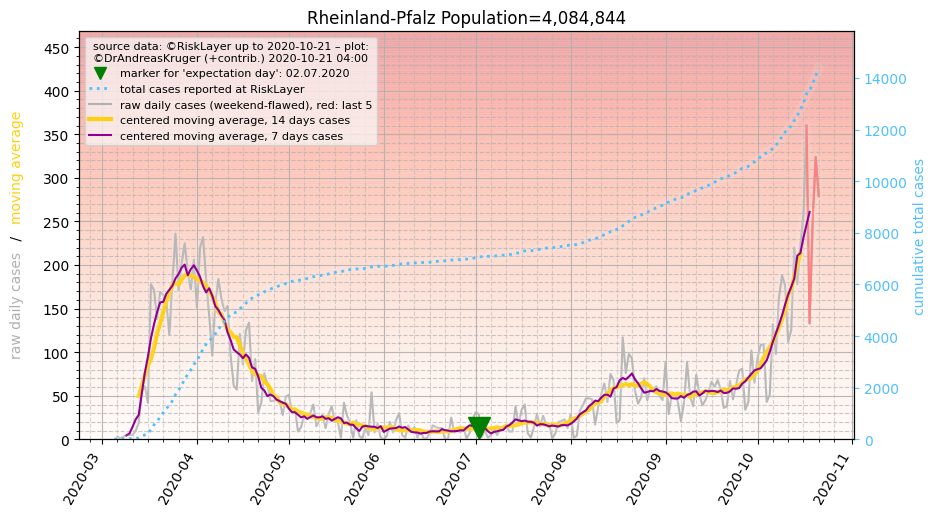 Rheinland-Pfalz Population=4,084,844
source data: ©RiskLayer up to 2020-10-21 – plot:
©DrAndreasKruger (+contrib.) 2020-10-21 04:00
marker for 'expectation day': 02.07.2020
total cases reported at RiskLayer
raw daily cases (weekend-flawed), red: last 5
centered moving average, 14 days cases
centered moving average, 7 days cases
raw daily cases / moving average
450
400
350
300
250
200
150
100
50
0
14000
12000
10000
8000
6000
4000
2000
0
cumulative total cases
2020-03
2020-04
2020-05
2020-06
2020-07
2020-08
2020-09
2020-10
2020-11